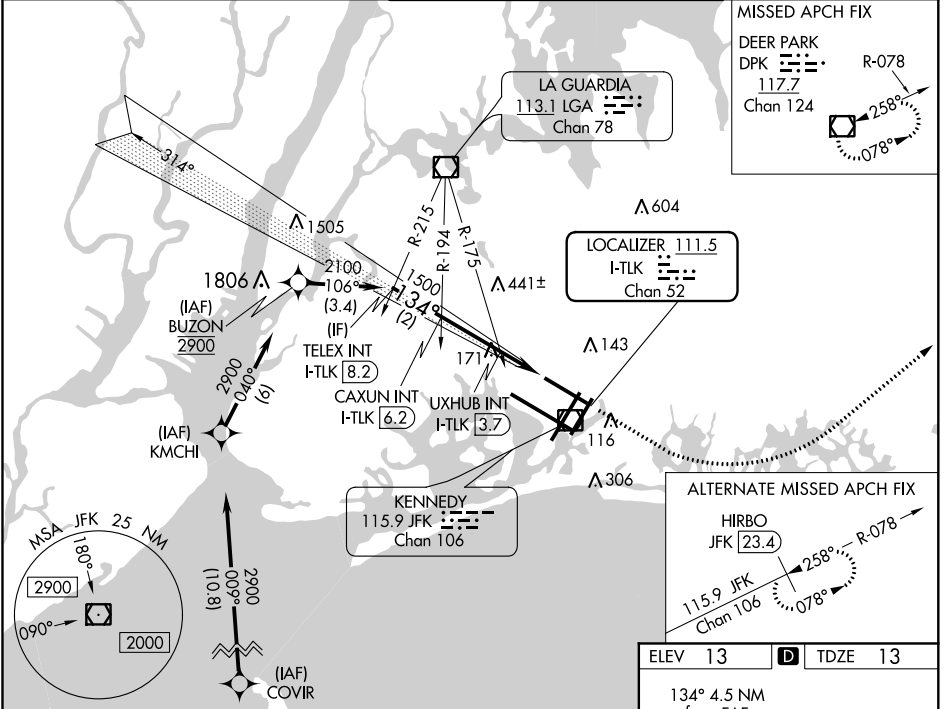 MISSED APCH FIX
DEER PARK
DPK
117.7
Chan 124
R-078
258°
078°
LA GUARDIA
113.1 LGA
Chan 78
314°
1505
604
R-215
R-194
R-175
LOCALIZER 111.5
I-TLK
Chan 52
1806
2100
106°
(3.4)
1500
134°
(2)
441±
(IAF)
BUZON
2900
(IF)
TELEX INT
I-TLK 8.2
171
143
2900
040°
(6)
CAXUN INT
I-TLK 6.2
UXHUB INT
I-TLK 3.7
(IAF)
KMCHI
116
306
KENNEDY
115.9 JFK
Chan 106
ALTERNATE MISSED APCH FIX
HIRBO
JFK 23.4
R-078
258°
078°
115.9 JFK
Chan 106
MSA JFK 25 NM
180°
2900
090°
2000
2900
009°
(10.8)
(IAF)
COVIR
ELEV 13 D TDZE 13
134° 4.5 NM